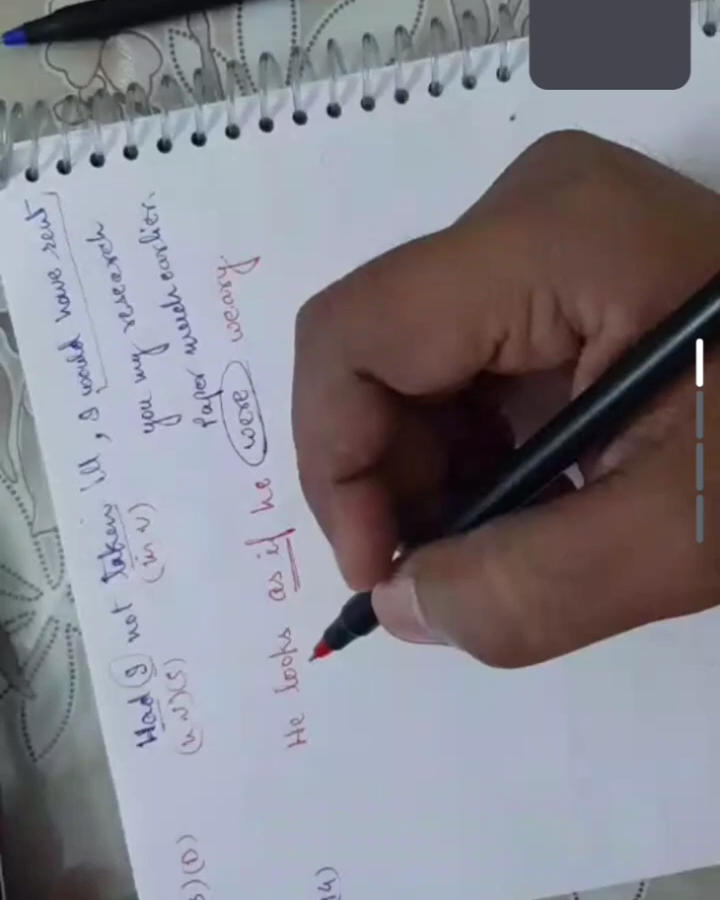 3) (D) Had I not taken ill, I would have sent
(h v) (S) (m v) you my research
Paper much earlier.
14) He looks as if he were weary.